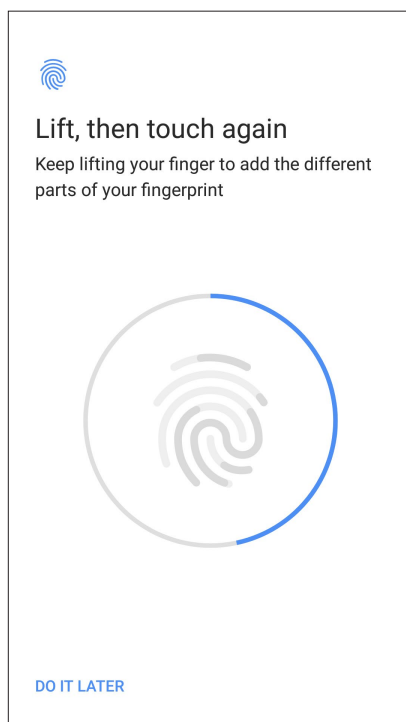 Lift, then touch again
Keep lifting your finger to add the different
parts of your fingerprint
DO IT LATER